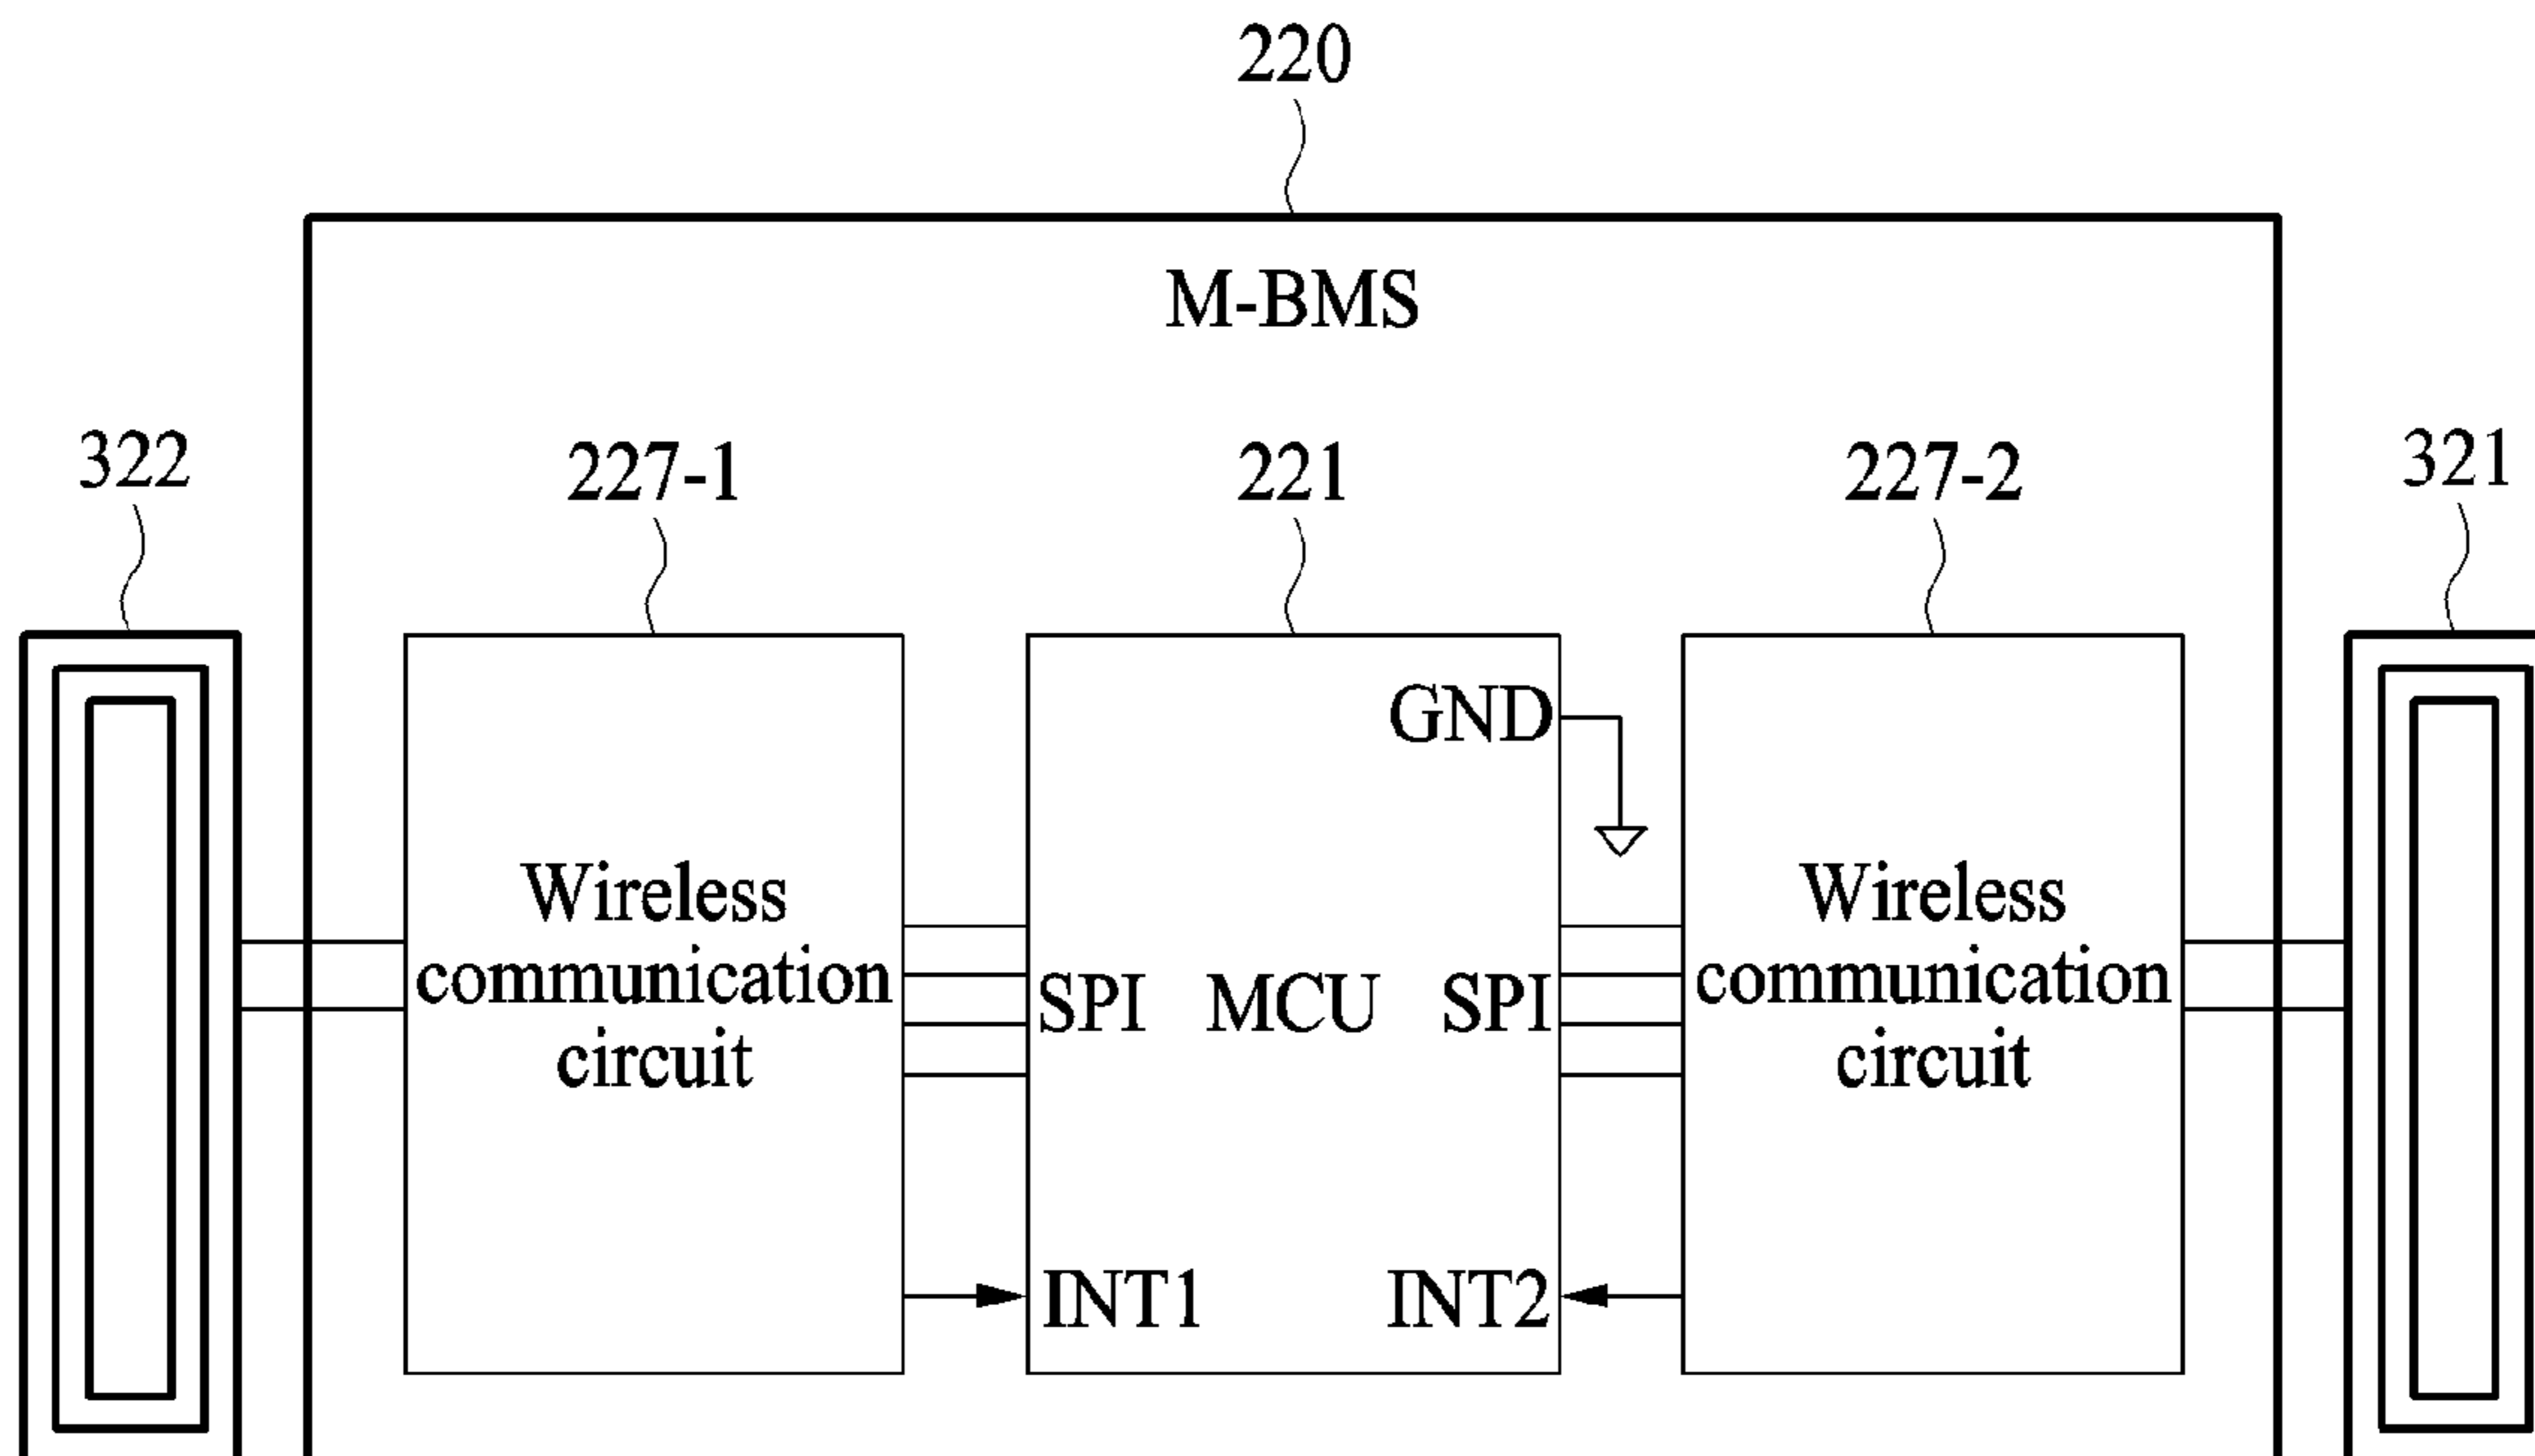 220
M-BMS
322
227-1
221
227-2
321
GND
Wireless
communication
circuit
SPI
MCU
SPI
Wireless
communication
circuit
INT1
INT2